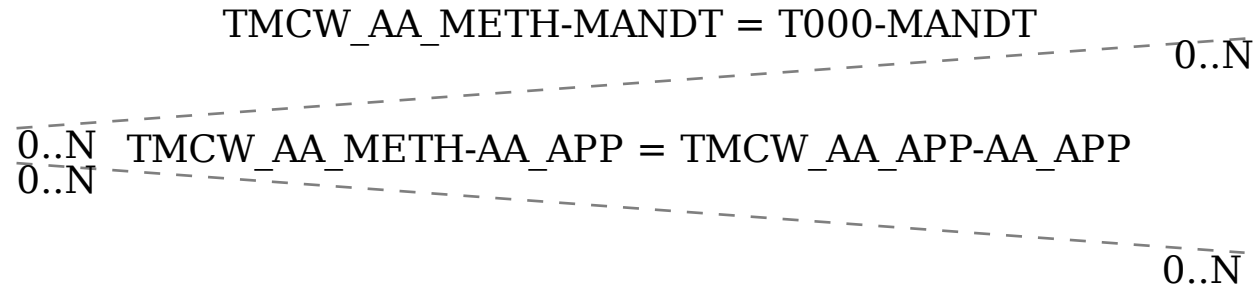 TMCW_AA_METH-MANDT = T000-MANDT
0..N
0..N
TMCW_AA_METH-AA_APP = TMCW_AA_APP-AA_APP
0..N
0..N